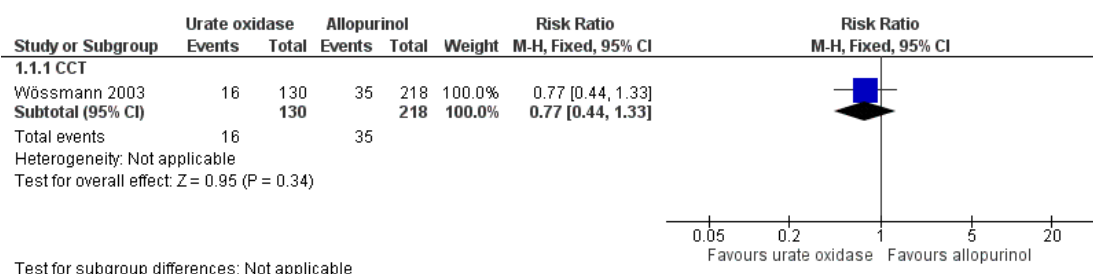 Urate oxidase Allopurinol Risk Ratio Risk Ratio
Study or Subgroup Events Total Events Total Weight M-H, Fixed, 95% CI M-H, Fixed, 95% CI
1.1.1 CCT
Wössmann 2003 16 130 35 218 100.0% 0.77 [0.44, 1.33]
Subtotal (95% CI) 130 218 100.0% 0.77 [0.44, 1.33]
Total events 16 35
Heterogeneity: Not applicable
Test for overall effect: Z = 0.95 (P = 0.34)
0.05 0.2 1 5 20
Favours urate oxidase Favours allopurinol
Test for subgroup differences: Not applicable